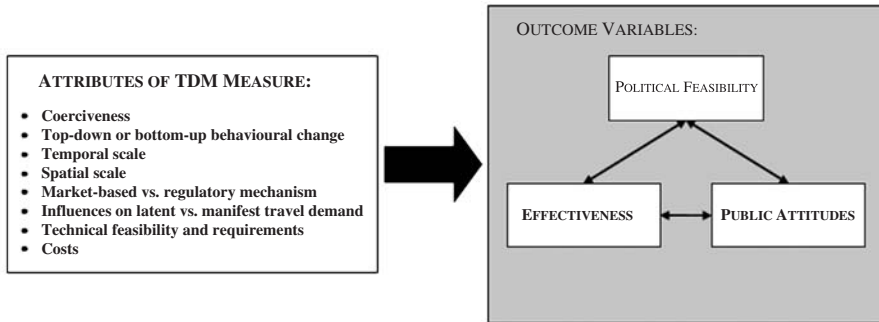 ATTRIBUTES OF TDM MEASURE:
• Coerciveness
• Top-down or bottom-up behavioural change
• Temporal scale
• Spatial scale
• Market-based vs. regulatory mechanism
• Influences on latent vs. manifest travel demand
• Technical feasibility and requirements
• Costs
OUTCOME VARIABLES:
POLITICAL FEASIBILITY
EFFECTIVENESS
PUBLIC ATTITUDES